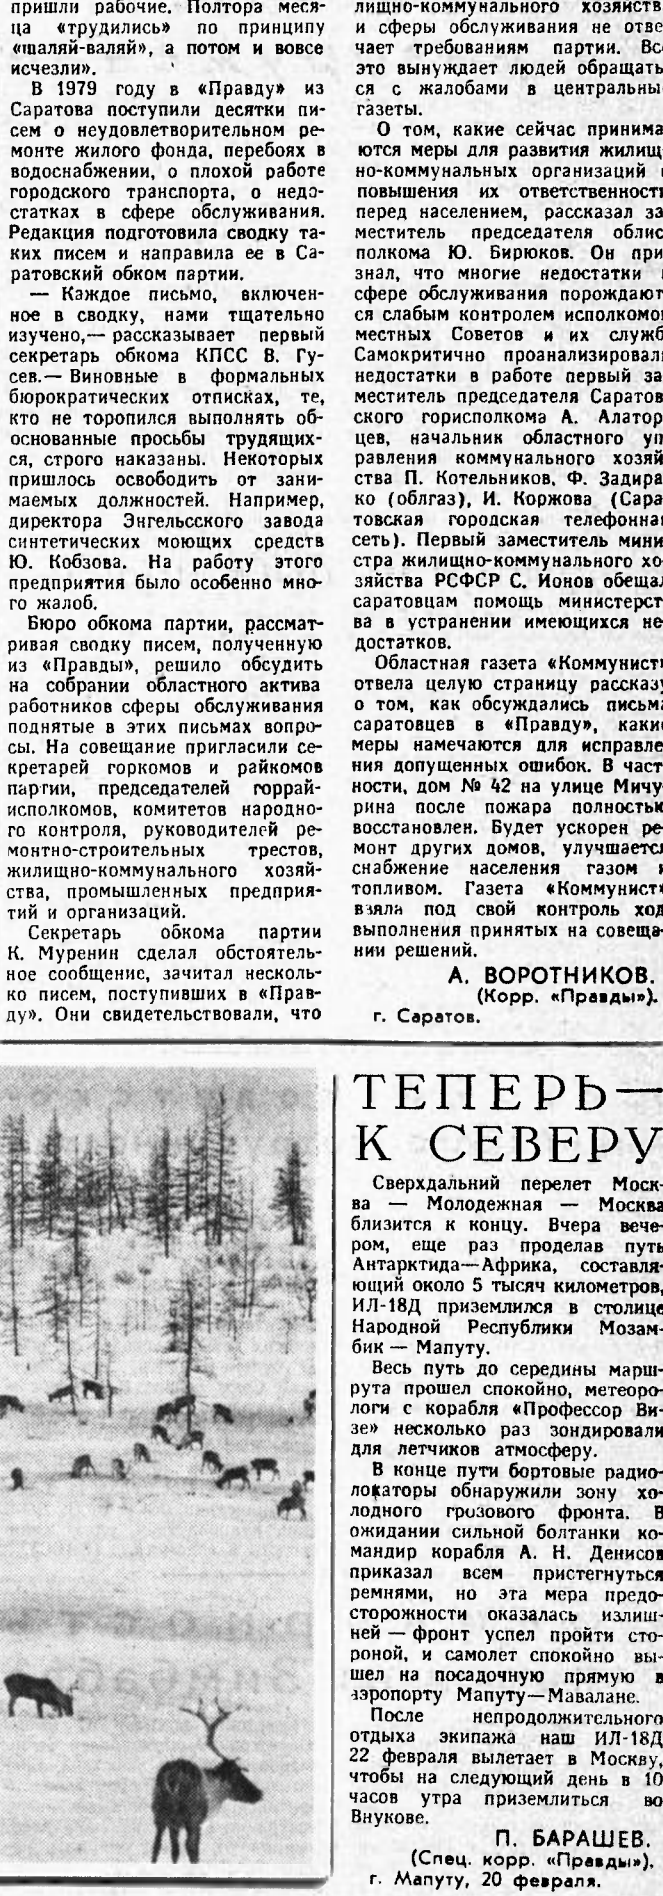 пришли рабочие. Полтора меся-
ца «трудились» по принципу
«шаляй-валяй», а потом и вовсе
исчезли».
В 1979 году в «Правду» из
Саратова поступили десятки пи-
сем о неудовлетворительном ре-
монте жилого фонда, перебоях в
водоснабжении, о плохой работе
городского транспорта, о недо-
статках в сфере обслуживания.
Редакция подготовила сводку та-
ких писем и направила ее в Са-
ратовский обком партии.
— Каждое письмо, включен-
ное в сводку, нами тщательно
изучено,— рассказывает первый
секретарь обкома КПСС В. Гу-
сев.— Виновные в формальных
бюрократических отписках, те,
кто не торопился выполнять об-
основанные просьбы трудящих-
ся, строго наказаны. Некоторых
пришлось освободить от зани-
маемых должностей. Например,
директора Энгельсского завода
синтетических моющих средств
Ю. Кобзова. На работу этого
предприятия было особенно мно-
го жалоб.
Бюро обкома партии, рассмат-
ривая сводку писем, полученную
из «Правды», решило обсудить
на собрании областного актива
работников сферы обслуживания
поднятые в этих письмах вопро-
сы. На совещание пригласили се-
кретарей горкомов и райкомов
партии, председателей горрай-
исполкомов, комитетов народно-
го контроля, руководителей ре-
монтно-строительных трестов,
жилищно-коммунального хозяй-
ства, промышленных предприя-
тий и организаций.
Секретарь обкома партии
К. Муренин сделал обстоятель-
ное сообщение, зачитал несколь-
ко писем, поступивших в «Прав-
ду». Они свидетельствовали, что
лищно-коммунального хозяйств
и сферы обслуживания не отве
чает требованиям партии. Вс
это вынуждает людей обращать
ся с жалобами в центральны
газеты.
О том, какие сейчас принима
ются меры для развития жилищ
но-коммунальных организаций
повышения их ответственност
перед населением, рассказал за
меститель председателя облис
полкома Ю. Бирюков. Он при
знал, что многие недостатки
сфере обслуживания порождают
ся слабым контролем исполкомо
местных Советов и их служб
Самокритично проанализировал
недостатки в работе первый за
меститель председателя Саратов
ского горисполкома А. Алатор
цев, начальник областного уп
равления коммунального хозяй
ства П. Котельников, Ф. Задира
ко (облгаз), И. Коржова (Сара
товская городская телефонна
сеть). Первый заместитель мини
стра жилищно-коммунального хо
зяйства РСФСР С. Ионов обеща
саратовцам помощь министерст
ва в устранении имеющихся не
достатков.
Областная газета «Коммунист
отвела целую страницу рассказ
о том, как обсуждались письм
саратовцев в «Правду», каки
меры намечаются для исправле
ния допущенных ошибок. В част
ности, дом № 42 на улице Мичу
рина после пожара полностью
восстановлен. Будет ускорен ре-
монт других домов, улучшаетс
снабжение населения газом
топливом. Газета «Коммунист»
взяла под свой контроль ход
выполнения принятых на совеща-
нии решений.
А. ВОРОТНИКОВ.
(Корр. «Правды»).
г. Саратов.
ТЕПЕРЬ—
К СЕВЕРУ
Сверхдальний перелет Моск-
ва — Молодежная — Москва
близится к концу. Вчера вече-
ром, еще раз проделав путь
Антарктида—Африка, составля-
ющий около 5 тысяч километров,
ИЛ-18Д приземлился в столице
Народной Республики Мозам-
бик — Мапуту.
Весь путь до середины марш-
рута прошел спокойно, метеоро-
логи с корабля «Профессор Ви-
зе» несколько раз зондировали
для летчиков атмосферу.
В конце пути бортовые радио-
локаторы обнаружили зону хо-
лодного грозового фронта. В
ожидании сильной болтанки ко-
мандир корабля А. Н. Денисов
приказал всем пристегнуться
ремнями, но эта мера предо-
сторожности оказалась излиш-
ней — фронт успел пройти сто-
роной, и самолет спокойно вы-
шел на посадочную прямую в
аэропорту Мапуту—Мавалане.
После непродолжительного
отдыха экипажа наш ИЛ-18Д
22 февраля вылетает в Москву,
чтобы на следующий день в 10
часов утра приземлиться во
Внукове.
П. БАРАШЕВ.
(Спец. корр. «Правды»).
г. Мапуту, 20 февраля.